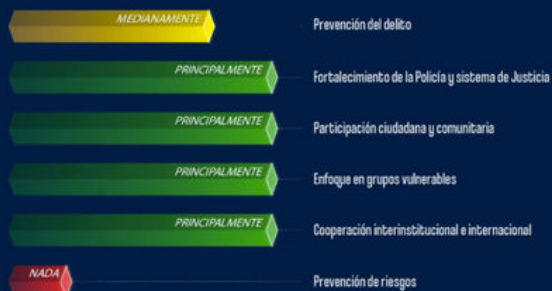 MEDIANAMENTE Prevención del delito
PRINCIPALMENTE Fortalecimiento de la Policía y sistema de Justicia
PRINCIPALMENTE Participación ciudadana y comunitaria
PRINCIPALMENTE Enfoque en grupos vulnerables
PRINCIPALMENTE Cooperación interinstitucional e internacional
NADA Prevención de riesgos